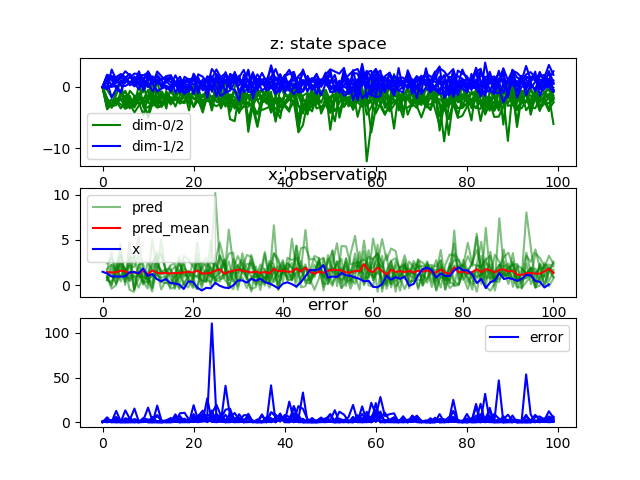 z: state space
0
−10
dim-0/2
dim-1/2
0 20 40 60 80 100
x: observation
10
5
0
pred
pred_mean
x
0 20 40 60 80 100
error
100
50
0
error
0 20 40 60 80 100